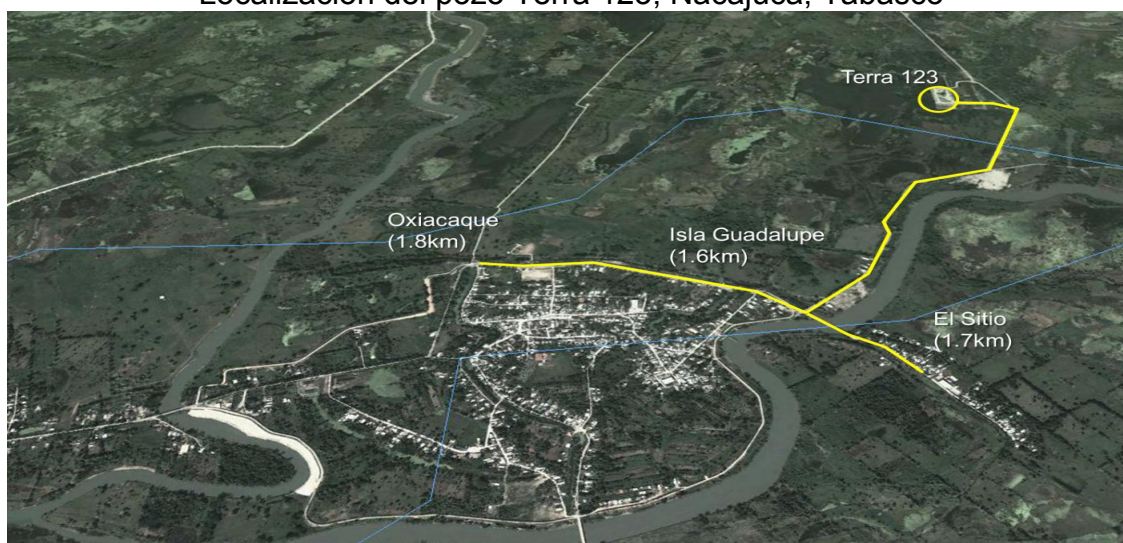 Localización del pozo Terra 123, Nacajuca, Tabasco
Terra 123
Oxiacaque
(1.8km)
Isla Guadalupe
(1.6km)
El Sitio
(1.7km)